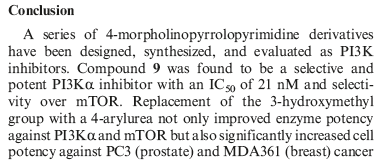 Conclusion
A series of 4-morpholinopyrrolopyrimidine derivatives
have been designed, synthesized, and evaluated as PI3K
inhibitors. Compound 9 was found to be a selective and
potent PI3Kα inhibitor with an IC50 of 21 nM and selecti-
vity over mTOR. Replacement of the 3-hydroxymethyl
group with a 4-arylurea not only improved enzyme potency
against PI3Kα and mTOR but also significantly increased cell
potency against PC3 (prostate) and MDA361 (breast) cancer